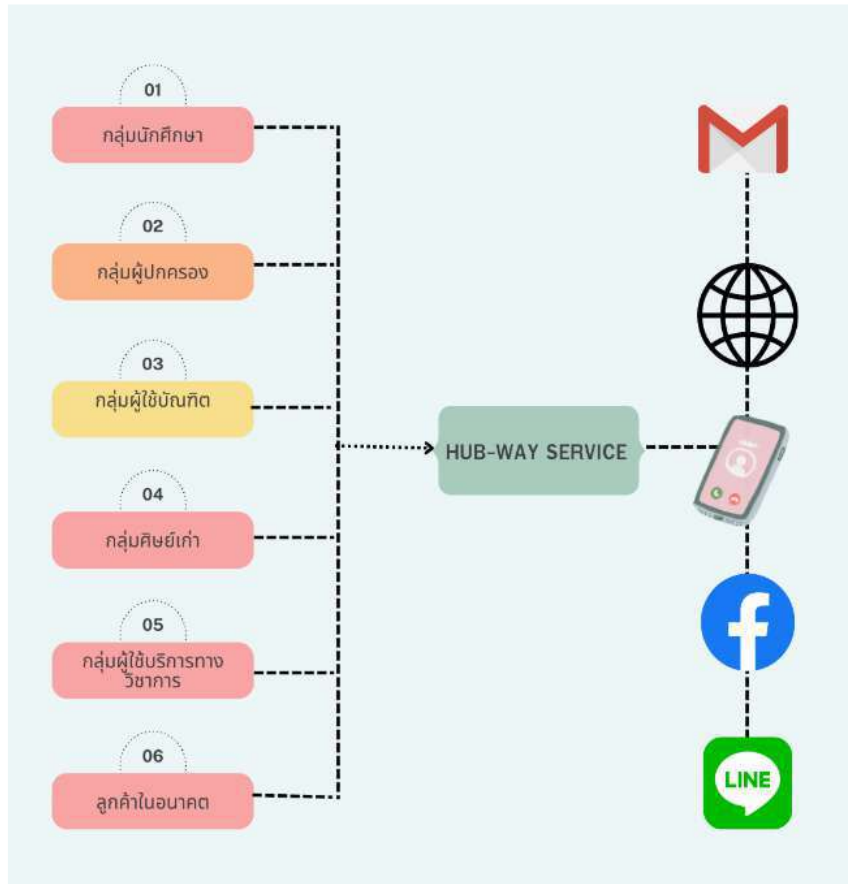 01
กลุ่มนักศึกษา
02
กลุ่มผู้ปกครอง
03
กลุ่มผู้ใช้บัณฑิต
04
กลุ่มศิษย์เก่า
05
กลุ่มผู้ใช้บริการทาง
วิชาการ
06
ลูกค้าในอนาคต
HUB-WAY SERVICE
LINE